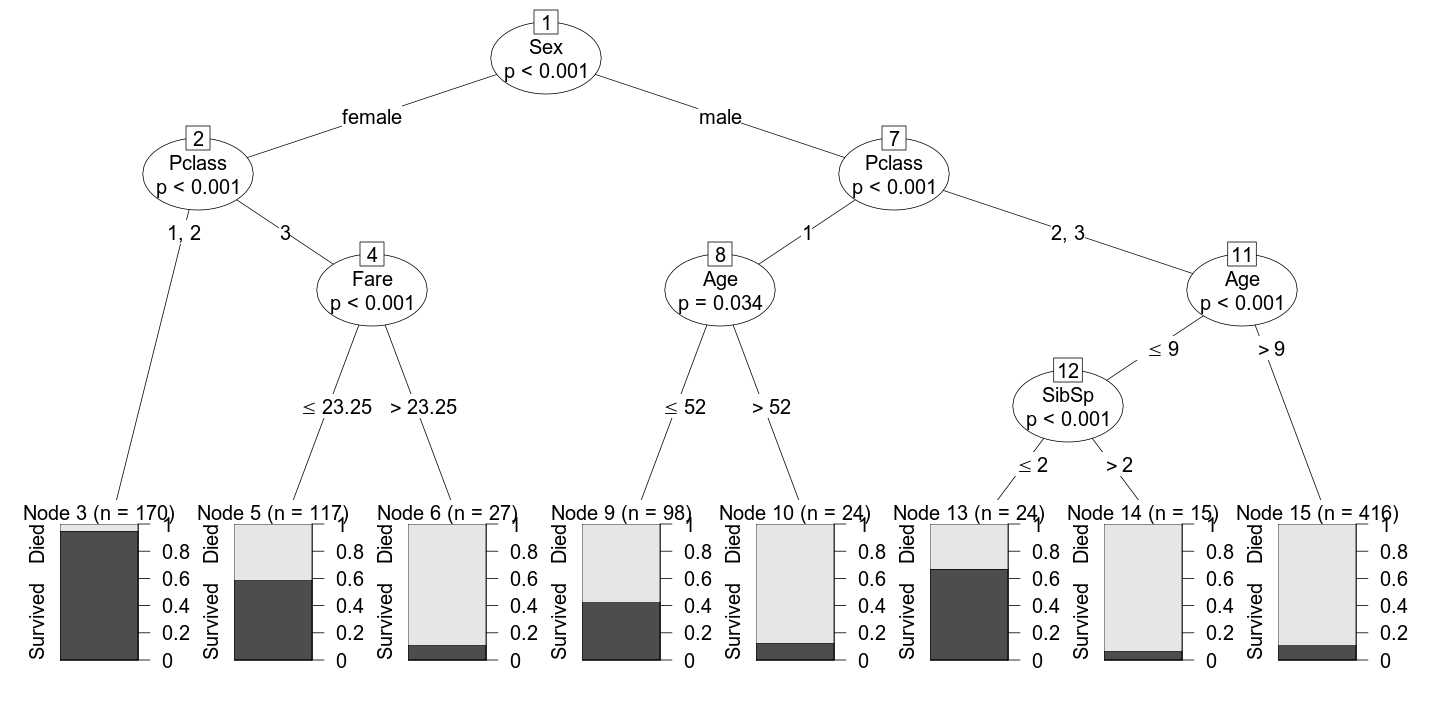 1
Sex
p < 0.001
female
male
2
Pclass
p < 0.001
7
Pclass
p < 0.001
1, 2
3
1
2, 3
4
Fare
p < 0.001
8
Age
p = 0.034
11
Age
p < 0.001
≤ 9
> 9
12
SibSp
p < 0.001
≤ 23.25
> 23.25
≤ 52
> 52
≤ 2
> 2
Node 3 (n = 170)
Survived Died
1
0.8
0.6
0.4
0.2
0
Node 5 (n = 117)
Survived Died
1
0.8
0.6
0.4
0.2
0
Node 6 (n = 27)
Survived Died
1
0.8
0.6
0.4
0.2
0
Node 9 (n = 98)
Survived Died
1
0.8
0.6
0.4
0.2
0
Node 10 (n = 24)
Survived Died
1
0.8
0.6
0.4
0.2
0
Node 13 (n = 24)
Survived Died
1
0.8
0.6
0.4
0.2
0
Node 14 (n = 15)
Survived Died
1
0.8
0.6
0.4
0.2
0
Node 15 (n = 416)
Survived Died
1
0.8
0.6
0.4
0.2
0